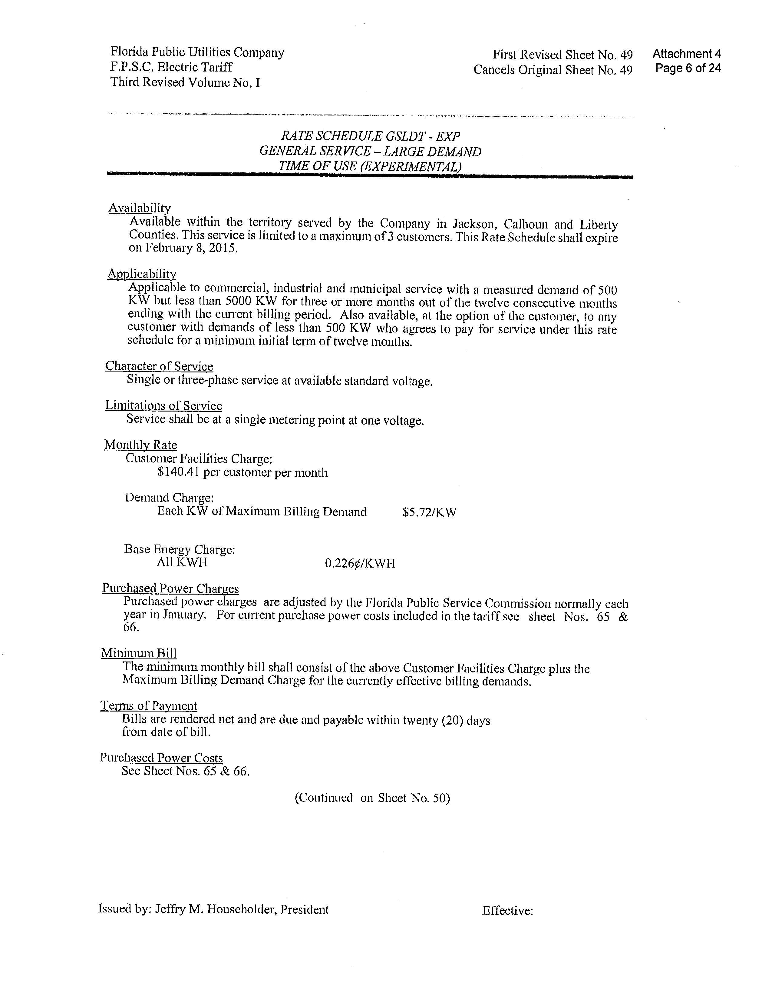 Florida Public Utilities Company
F.P.S.C. Electric Tariff
Third Revised Volume No. I
First Revised Sheet No. 49
Cancels Original Sheet No. 49
Attachment 4
Page 6 of 24
RATE SCHEDULE GSLDT - EXP
GENERAL SERVICE – LARGE DEMAND
TIME OF USE (EXPERIMENTAL)
Availability
Available within the territory served by the Company in Jackson, Calhoun and Liberty
Counties. This service is limited to a maximum of 3 customers. This Rate Schedule shall expire
on February 8, 2015.
Applicability
Applicable to commercial, industrial and municipal service with a measured demand of 500
KW but less than 5000 KW for three or more months out of the twelve consecutive months
ending with the current billing period. Also available, at the option of the customer, to any
customer with demands of less than 500 KW who agrees to pay for service under this rate
schedule for a minimum initial term of twelve months.
Character of Service
Single or three-phase service at available standard voltage.
Limitations of Service
Service shall be at a single metering point at one voltage.
Monthly Rate
Customer Facilities Charge:
$140.41 per customer per month
Demand Charge:
Each KW of Maximum Billing Demand $5.72/KW
Base Energy Charge:
All KWH 0.226¢/KWH
Purchased Power Charges
Purchased power charges are adjusted by the Florida Public Service Commission normally each
year in January. For current purchase power costs included in the tariff see sheet Nos. 65 &
66.
Minimum Bill
The minimum monthly bill shall consist of the above Customer Facilities Charge plus the
Maximum Billing Demand Charge for the currently effective billing demands.
Terms of Payment
Bills are rendered net and are due and payable within twenty (20) days
from date of bill.
Purchased Power Costs
See Sheet Nos. 65 & 66.
(Continued on Sheet No. 50)
Issued by: Jeffry M. Householder, President
Effective: